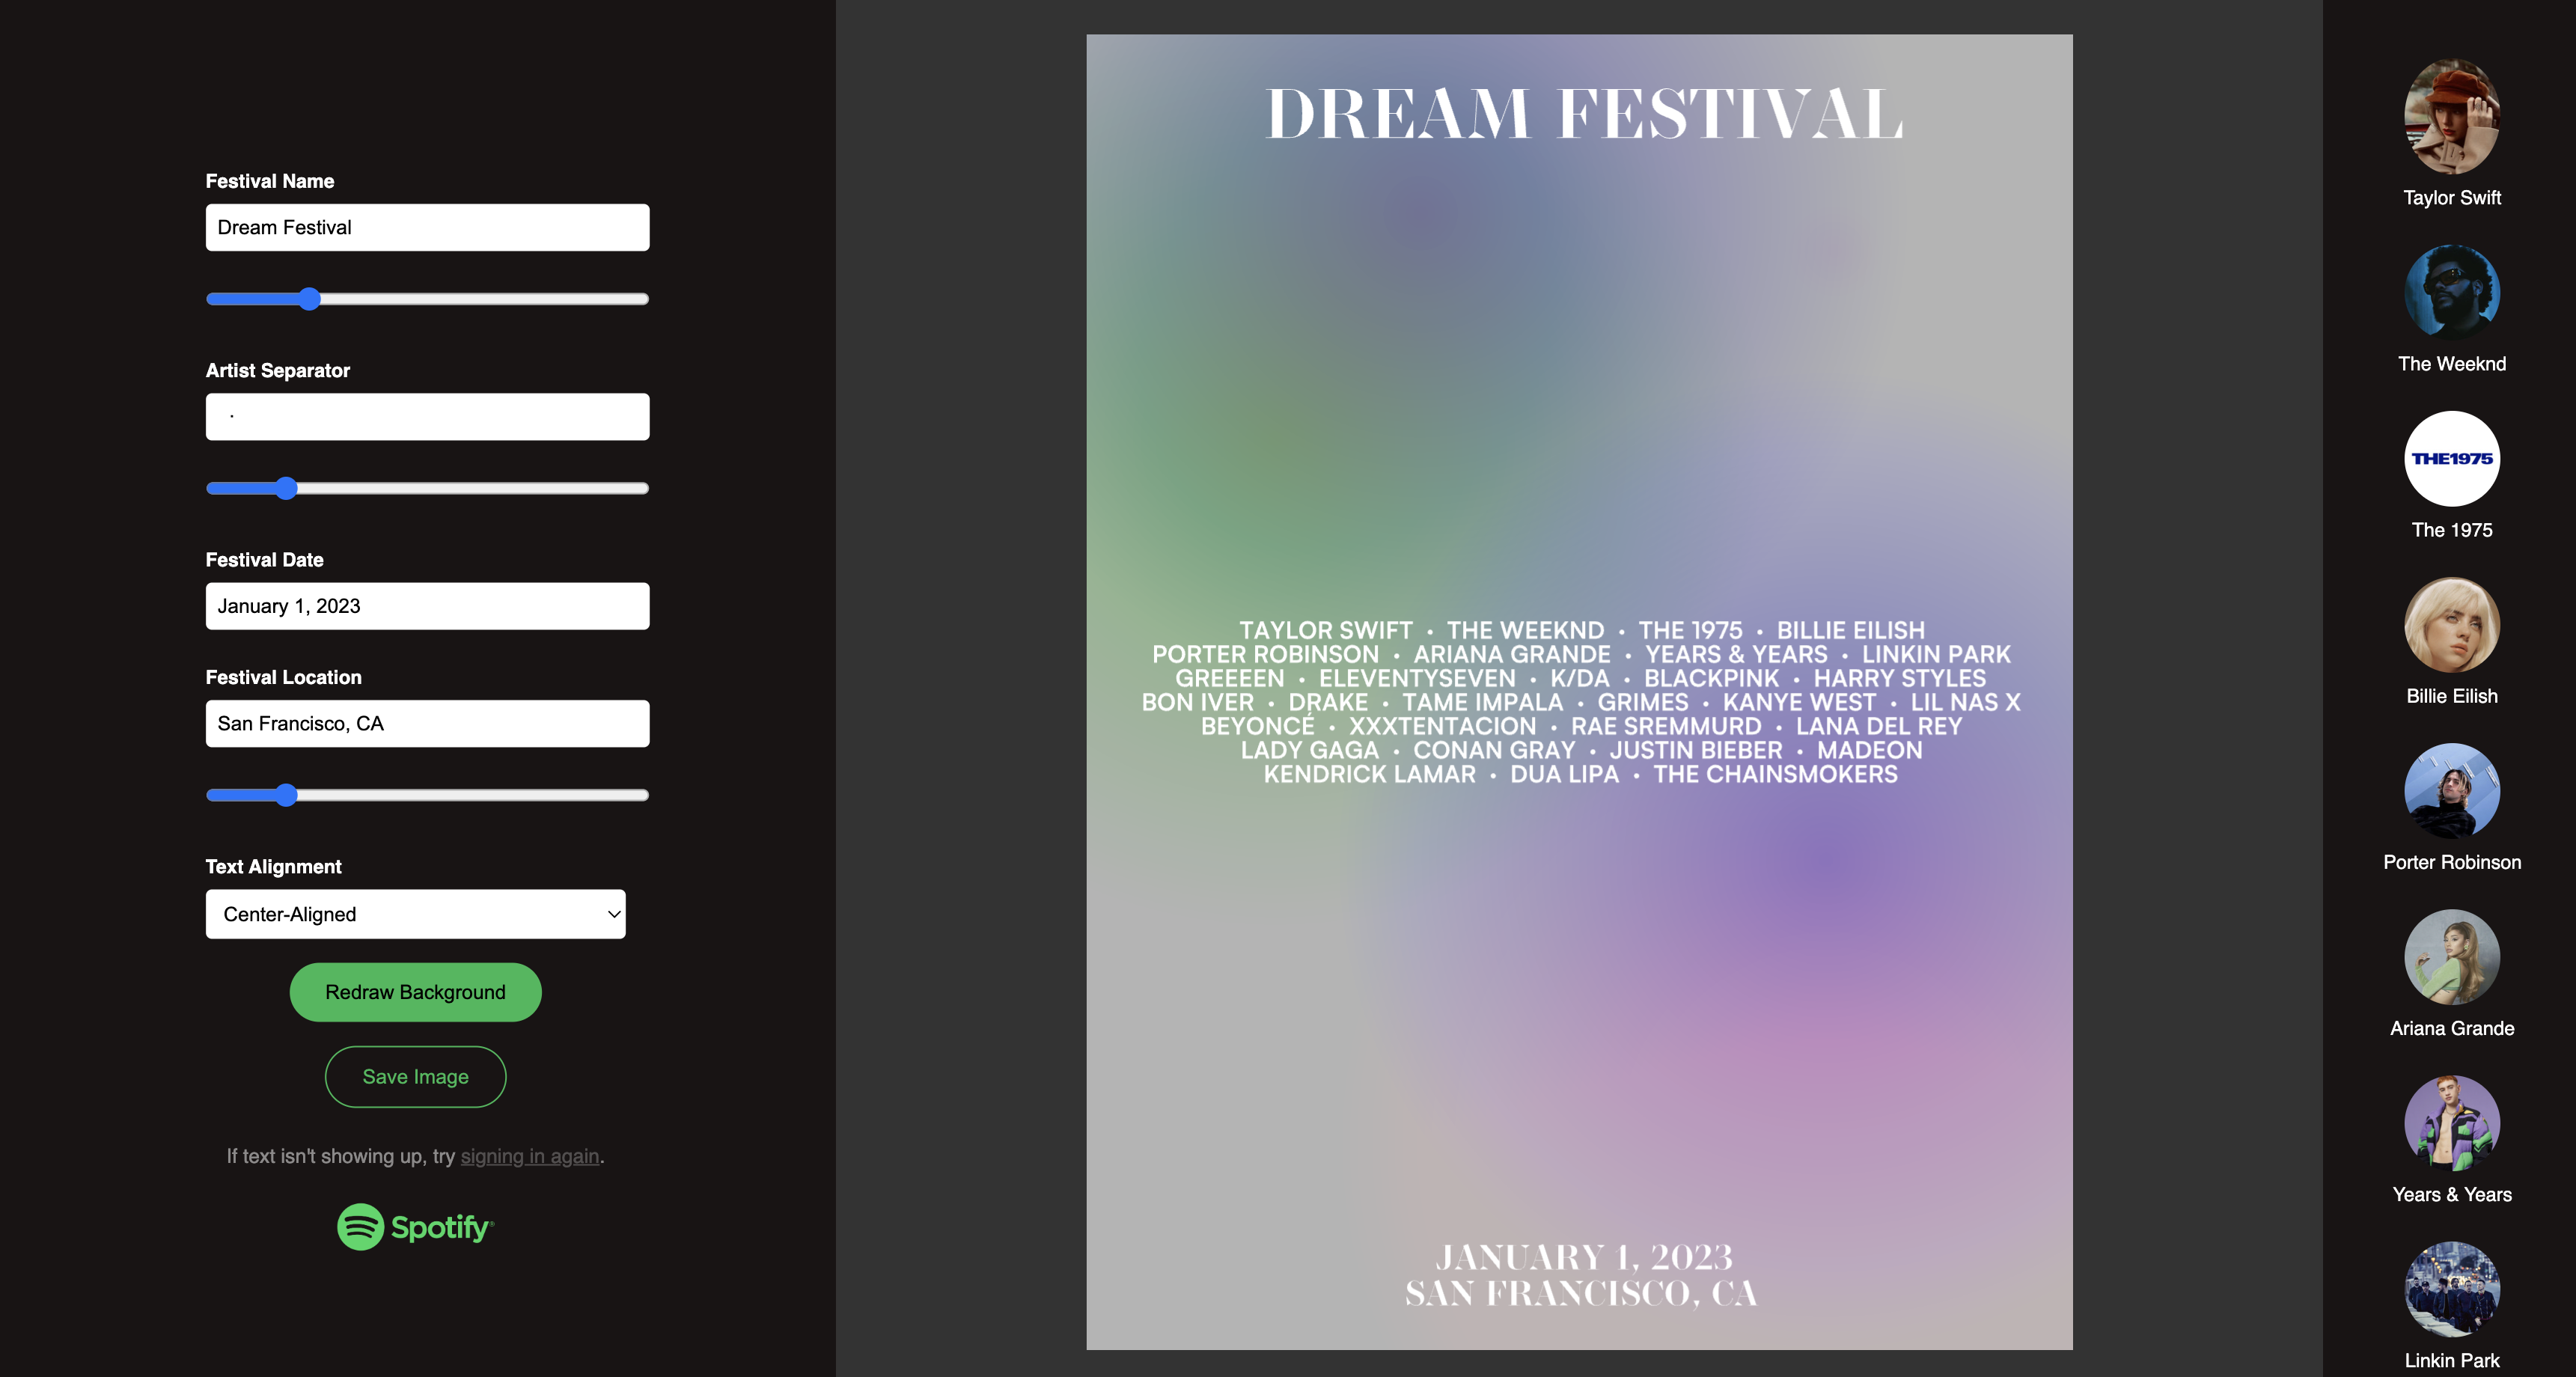 Festival Name
Dream Festival
Artist Separator
·
Festival Date
January 1, 2023
Festival Location
San Francisco, CA
Text Alignment
Center-Aligned
Redraw Background
Save Image
If text isn't showing up, try signing in again.
Spotify®
DREAM FESTIVAL
TAYLOR SWIFT • THE WEEKND • THE 1975 • BILLIE EILISH
PORTER ROBINSON • ARIANA GRANDE • YEARS & YEARS • LINKIN PARK
GREEEEN • ELEVENTYSEVEN • K/DA • BLACKPINK • HARRY STYLES
BON IVER • DRAKE • TAME IMPALA • GRIMES • KANYE WEST • LIL NAS X
BEYONCÉ • XXXTENTACION • RAE SREMMURD • LANA DEL REY
LADY GAGA • CONAN GRAY • JUSTIN BIEBER • MADEON
KENDRICK LAMAR • DUA LIPA • THE CHAINSMOKERS
JANUARY 1, 2023
SAN FRANCISCO, CA
Taylor Swift
The Weeknd
THE1975
The 1975
Billie Eilish
Porter Robinson
Ariana Grande
Years & Years
Linkin Park